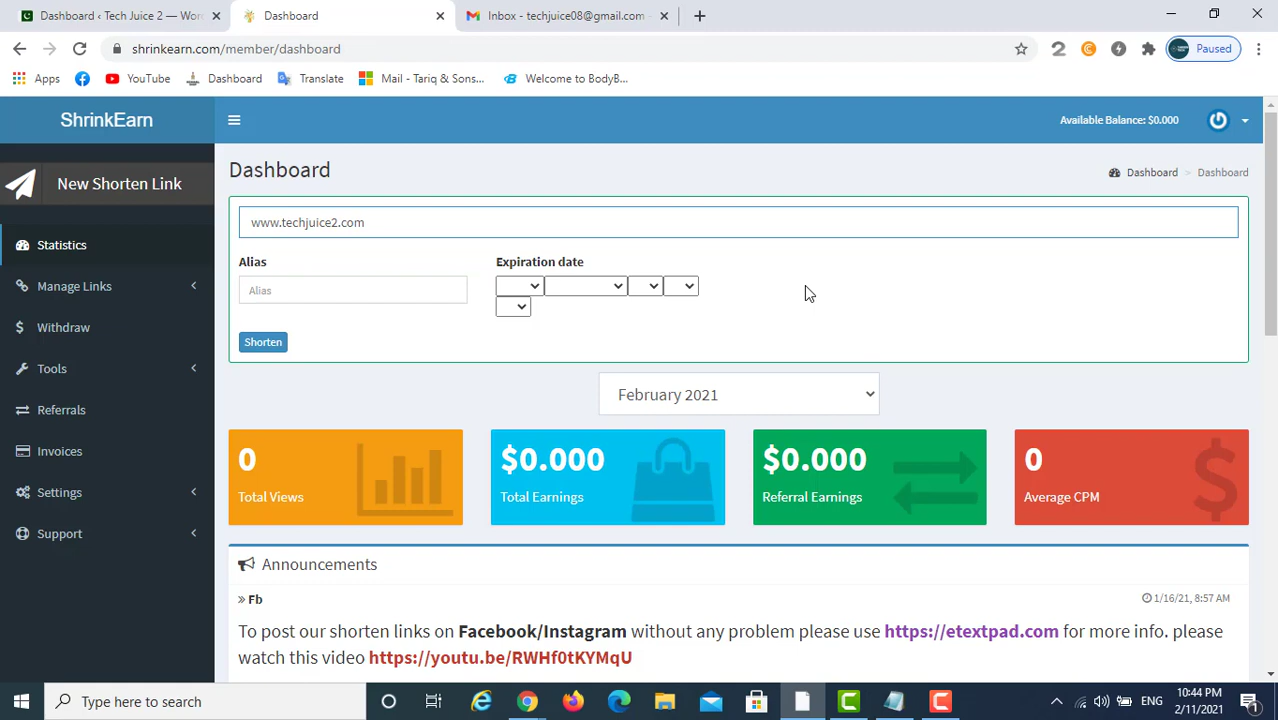 Dashboard ‹ Tech Juice 2 — Wor
Dashboard
Inbox - techjuice08@gmail.com -
shrinkearn.com/member/dashboard
2
Paused
Apps
YouTube
Dashboard
Translate
Mail - Tariq & Sons...
Welcome to BodyB...
ShrinkEarn
Available Balance: $0.000
New Shorten Link
Dashboard
Dashboard > Dashboard
www.techjuice2.com
Statistics
Alias
Expiration date
Alias
Manage Links
Withdraw
Shorten
Tools
February 2021
Referrals
Invoices
Settings
Support
0
Total Views
$0.000
Total Earnings
$0.000
Referral Earnings
0
Average CPM
Announcements
» Fb
1/16/21, 8:57 AM
To post our shorten links on Facebook/Instagram without any problem please use https://etextpad.com for more info. please
watch this video https://youtu.be/RWHf0tKYMqU
Type here to search
ENG
10:44 PM
2/11/2021
1